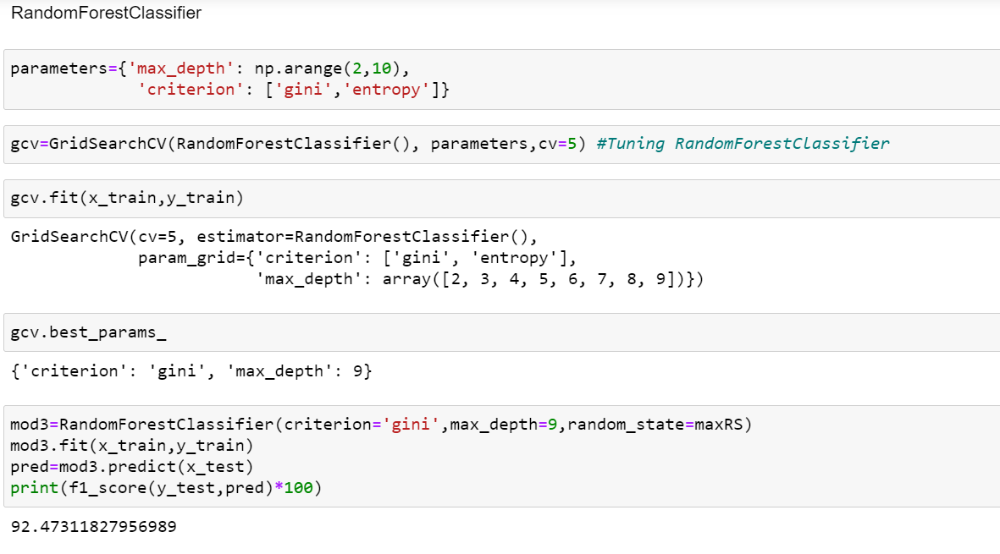 RandomForestClassifier
parameters={'max_depth': np.arange(2,10),
'criterion': ['gini','entropy']}
gcv=GridSearchCV(RandomForestClassifier(), parameters,cv=5) #Tuning RandomForestClassifier
gcv.fit(x_train,y_train)
GridSearchCV(cv=5, estimator=RandomForestClassifier(),
param_grid={'criterion': ['gini', 'entropy'],
'max_depth': array([2, 3, 4, 5, 6, 7, 8, 9])})
gcv.best_params_
{'criterion': 'gini', 'max_depth': 9}
mod3=RandomForestClassifier(criterion='gini',max_depth=9,random_state=maxRS)
mod3.fit(x_train,y_train)
pred=mod3.predict(x_test)
print(f1_score(y_test,pred)*100)
92.47311827956989